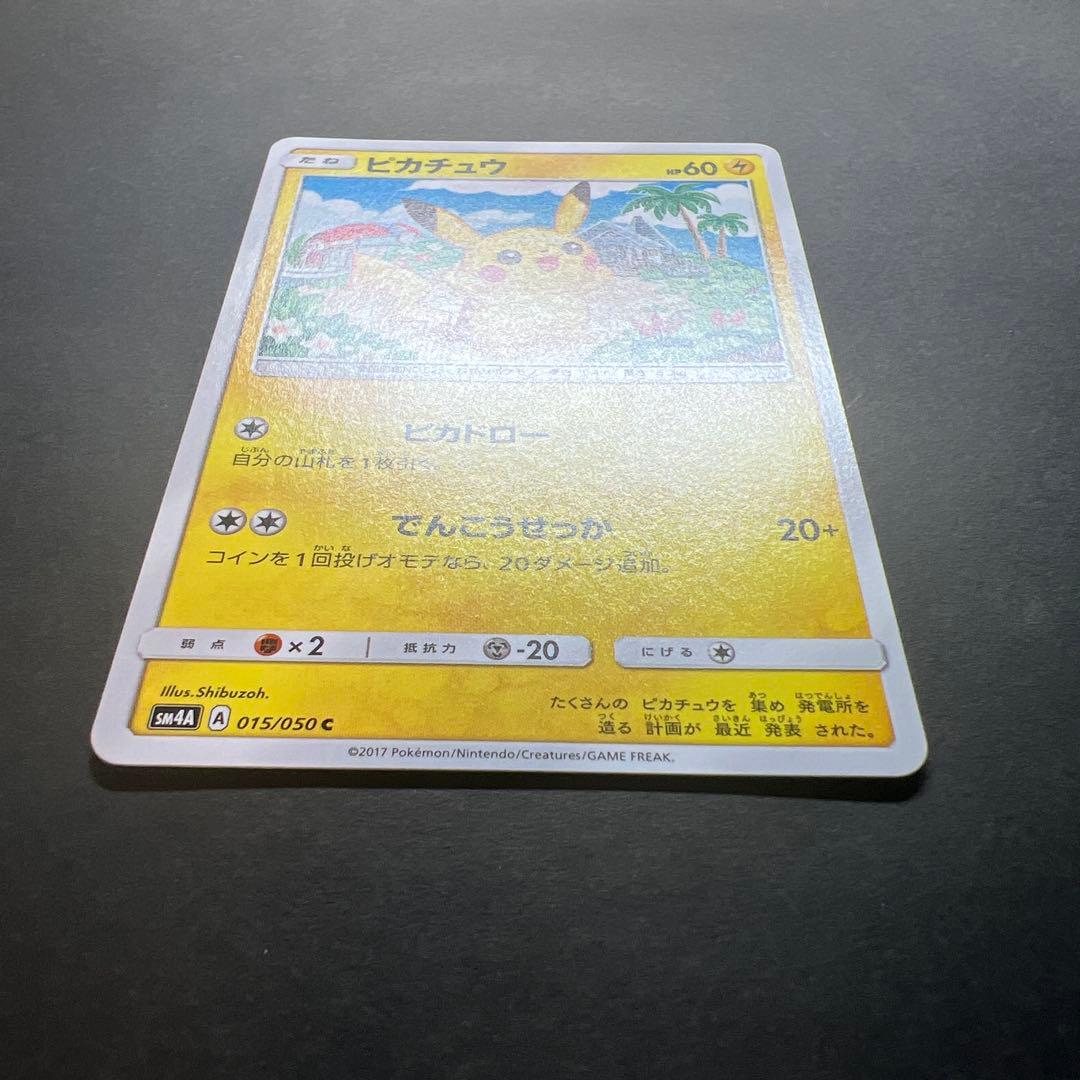 たね ピカチュウ HP60
ピカトロー
自分の山札を1枚引く。
でんこうせっか 20+
コインを1回投げオモテなら、20ダメージ追加。
弱点 ×2 抵抗力 -20 にげる
Illus.Shibuzoh.
たくさんの ピカチュウを 集め 発電所を
造る 計画が 最近 発表 された。
SM4A A 015/050 C
©2017 Pokémon/Nintendo/Creatures/GAME FREAK.